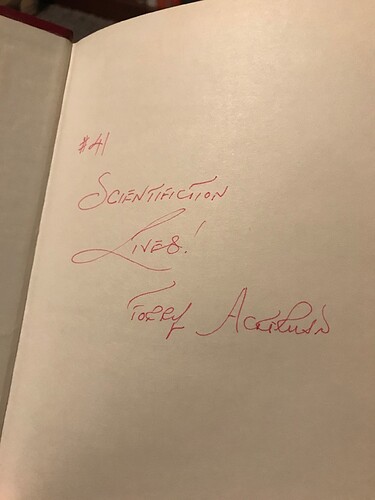 #41
Scientifiction
Lives!
Forry Ackerman